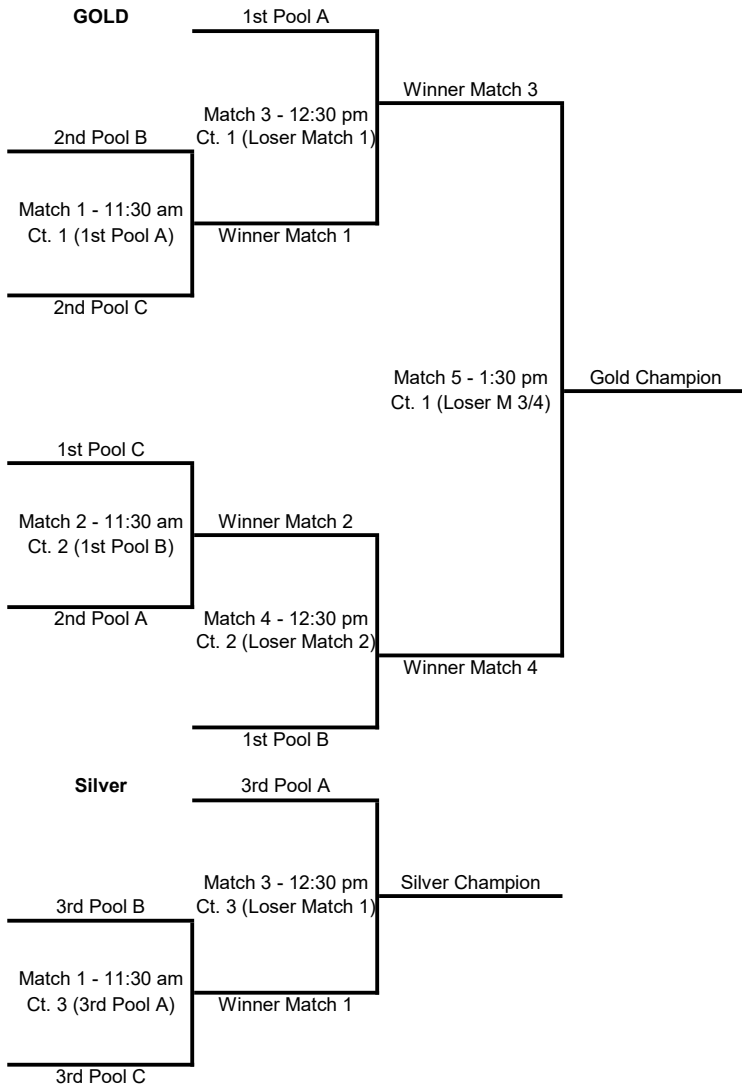 GOLD
1st Pool A
Winner Match 3
Match 3 - 12:30 pm
Ct. 1 (Loser Match 1)
2nd Pool B
Match 1 - 11:30 am
Ct. 1 (1st Pool A)
Winner Match 1
2nd Pool C
Match 5 - 1:30 pm
Ct. 1 (Loser M 3/4)
Gold Champion
1st Pool C
Match 2 - 11:30 am
Ct. 2 (1st Pool B)
Winner Match 2
2nd Pool A
Match 4 - 12:30 pm
Ct. 2 (Loser Match 2)
Winner Match 4
1st Pool B
Silver
3rd Pool A
Match 3 - 12:30 pm
Ct. 3 (Loser Match 1)
Silver Champion
3rd Pool B
Match 1 - 11:30 am
Ct. 3 (3rd Pool A)
Winner Match 1
3rd Pool C